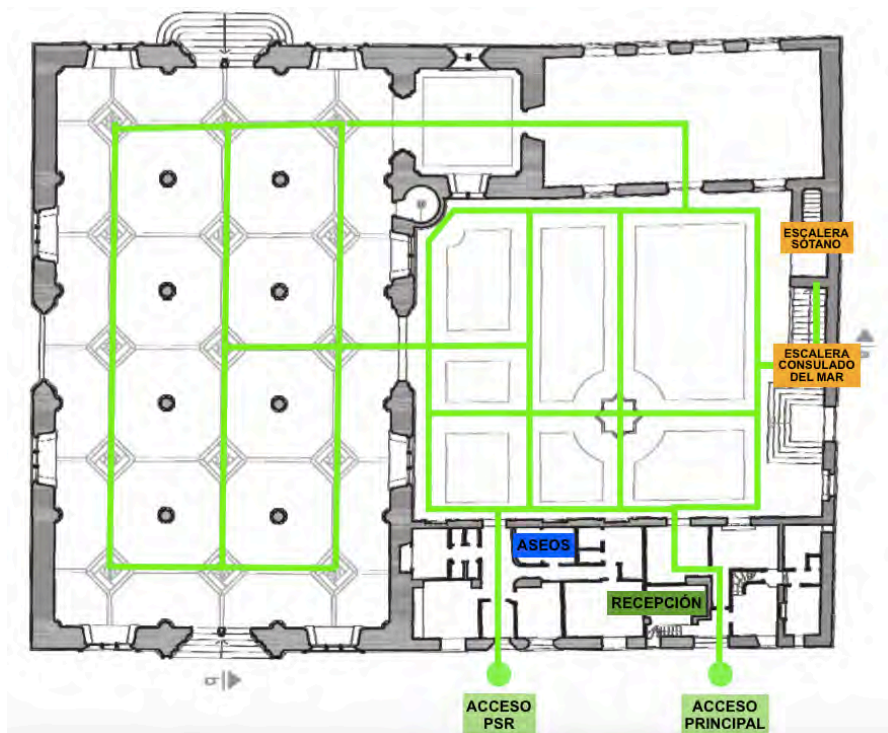 ESCALERA
SÓTANO
ESCALERA
CONSULADO
DEL MAR
ASEOS
RECEPCIÓN
ACCESO
PSR
ACCESO
PRINCIPAL